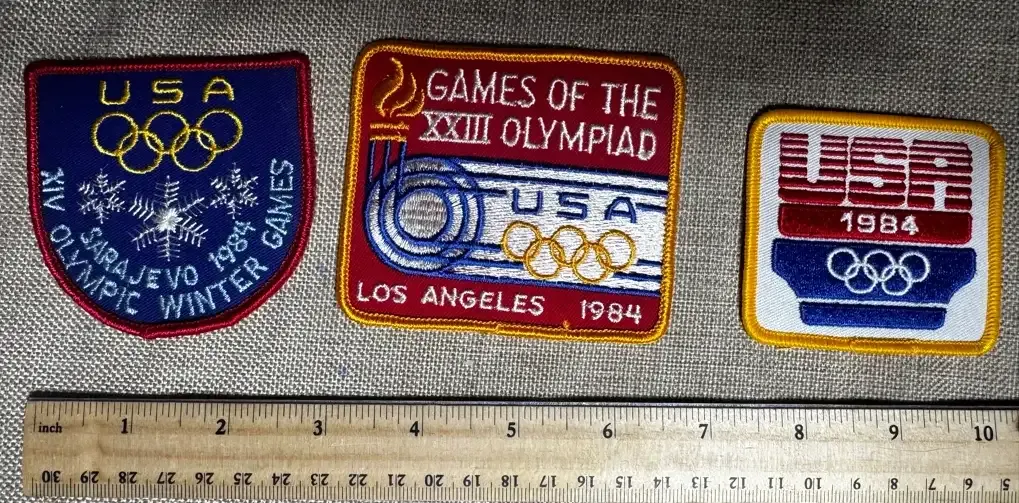 USA
XIV OLYMPIC WINTER GAMES
SARAJEVO 1984
GAMES OF THE
XXIII OLYMPIAD
USA
LOS ANGELES 1984
USA
1984
inch 1 2 3 4 5 6 7 8 9 10
30 29 28 27 26 25 24 23 22 21 20 19 18 17 16 15 14 13 12 11 10 9 8 7 6 5